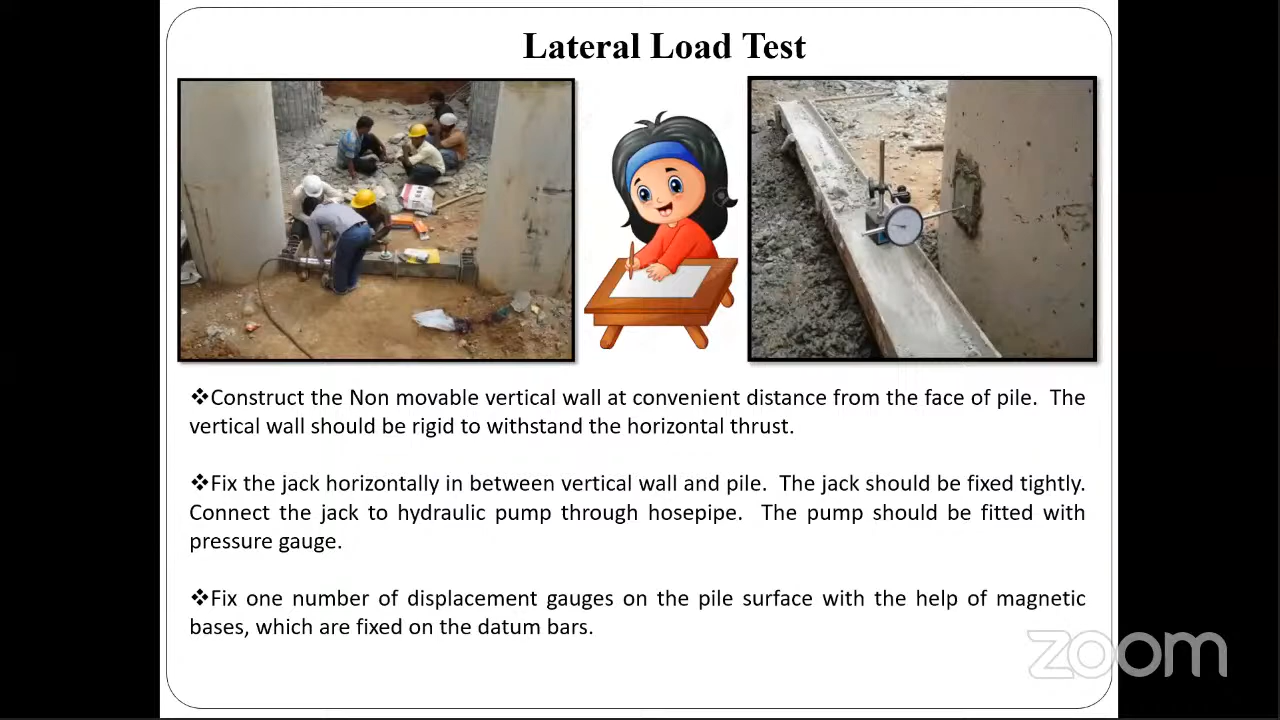 Lateral Load Test
❖Construct the Non movable vertical wall at convenient distance from the face of pile. The
vertical wall should be rigid to withstand the horizontal thrust.
❖Fix the jack horizontally in between vertical wall and pile. The jack should be fixed tightly.
Connect the jack to hydraulic pump through hosepipe. The pump should be fitted with
pressure gauge.
❖Fix one number of displacement gauges on the pile surface with the help of magnetic
bases, which are fixed on the datum bars.
zoom